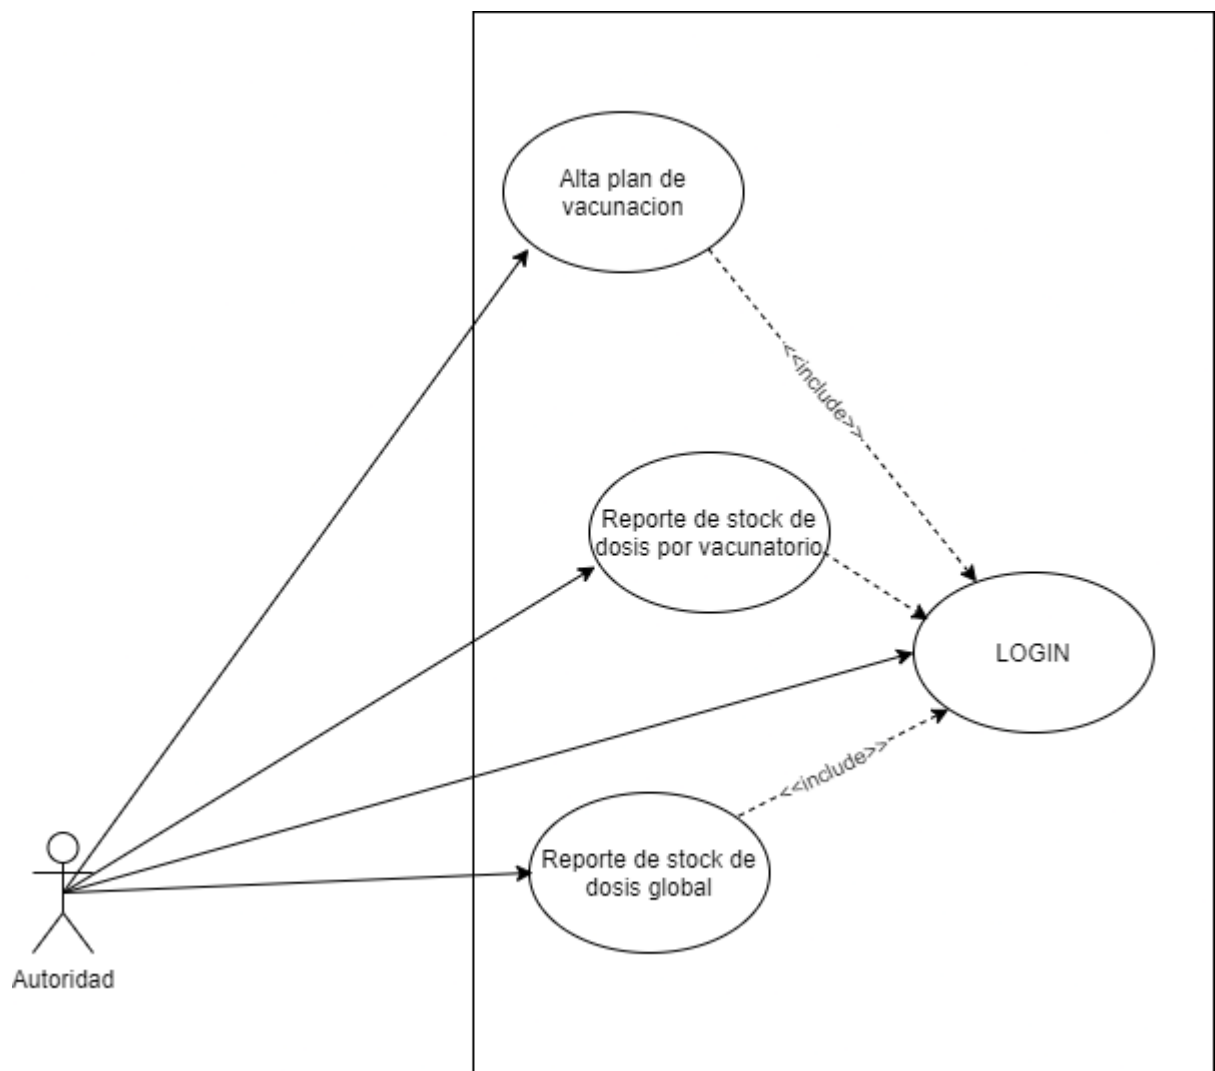 Alta plan de
vacunacion
<<include>>
Reporte de stock de
dosis por vacunatorio
LOGIN
<<include>>
Reporte de stock de
dosis global
Autoridad